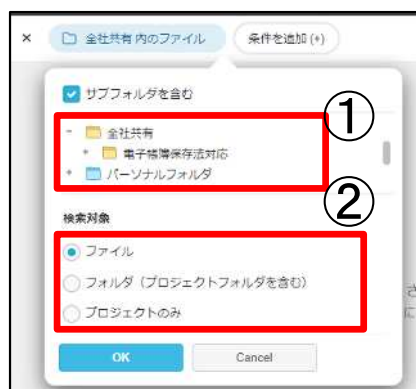 × 全社共有内のファイル 条件を追加 (+)
サブフォルダを含む
①
- 全社共有
+ 電子帳簿保存法対応
+ パーソナルフォルダ
②
検索対象
ファイル
フォルダ（プロジェクトフォルダを含む）
プロジェクトのみ
さ
に
OK Cancel